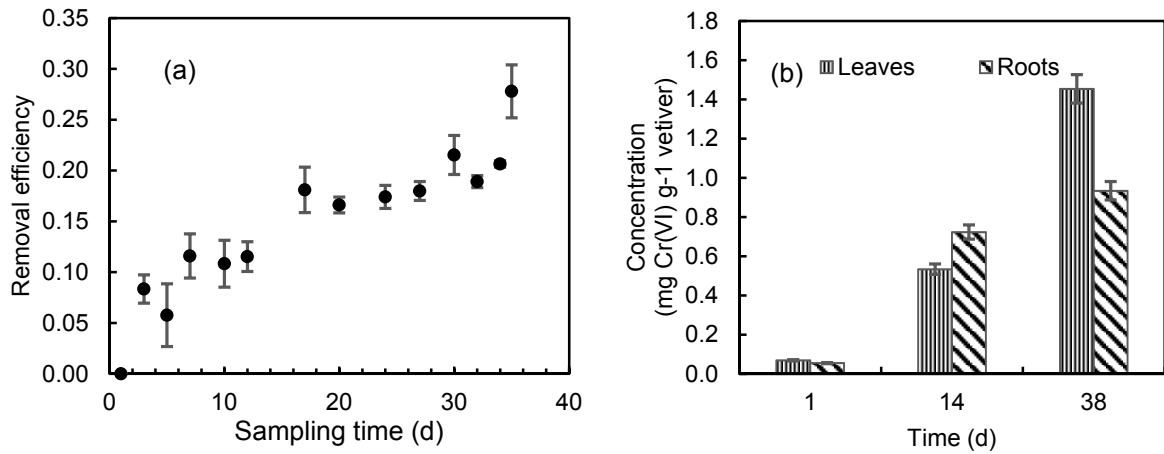 0.35
0.30
0.25
0.20
0.15
0.10
0.05
0.00
Removal efficiency
(a)
0
10
20
30
40
Sampling time (d)
1.8
1.6
1.4
1.2
1.0
0.8
0.6
0.4
0.2
0.0
Concentration
(mg Cr(VI) g-1 vetiver)
(b)
Leaves
Roots
1
14
38
Time (d)